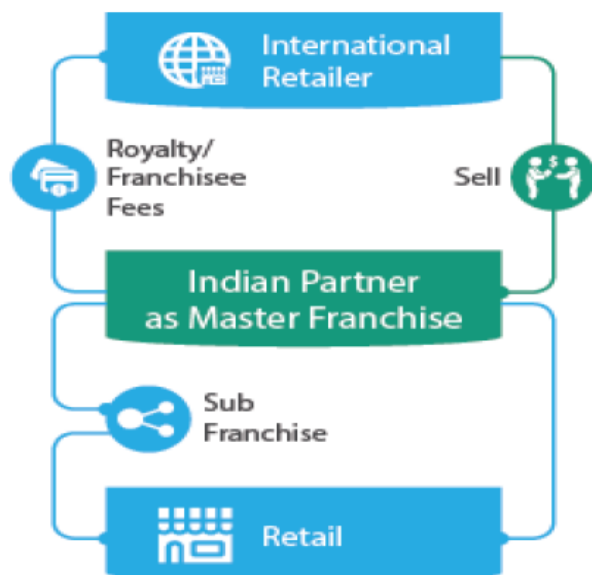 International
Retailer
Royalty/
Franchisee
Fees
Sell
$
Indian Partner
as Master Franchise
Sub
Franchise
Retail